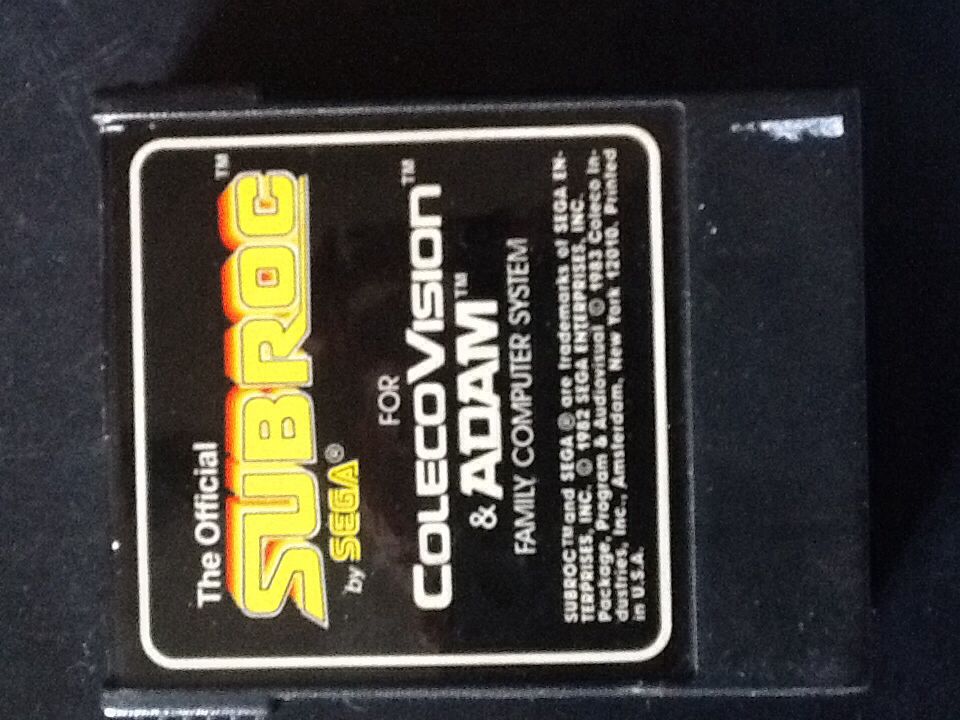 The Official
SUBROC™
by SEGA®
FOR
COLECOVISION™
& ADAM™
FAMILY COMPUTER SYSTEM
SUBROC™ and SEGA® are trademarks of SEGA EN-
TERPRISES, INC. © 1982 SEGA ENTERPRISES, INC.
Package, Program & Audiovisual © 1983 Coleco In-
dustries, Inc., Amsterdam, New York 12010. Printed
in U.S.A.